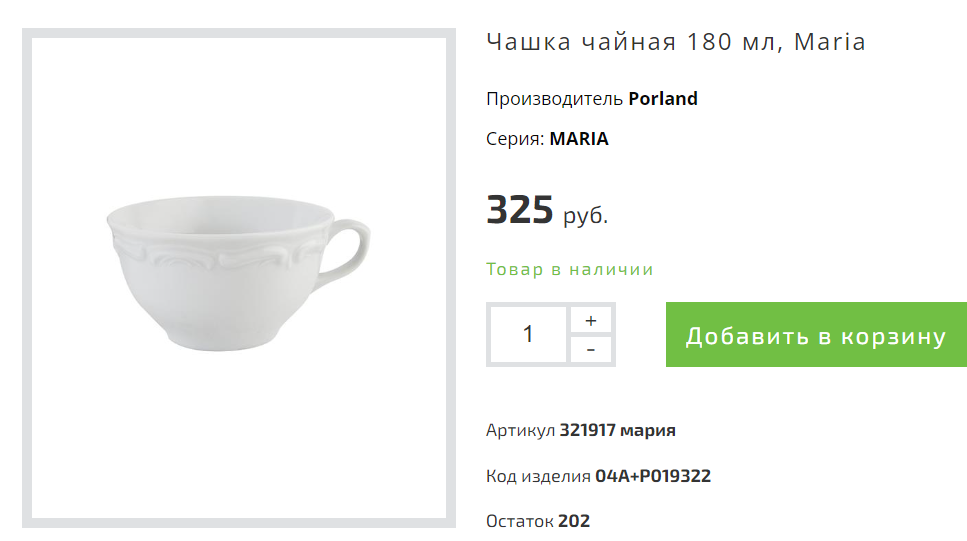 Чашка чайная 180 мл, Maria
Производитель Porland
Серия: MARIA
325 руб.
Товар в наличии
1
+
-
Добавить в корзину
Артикул 321917 мария
Код изделия 04A+P019322
Остаток 202